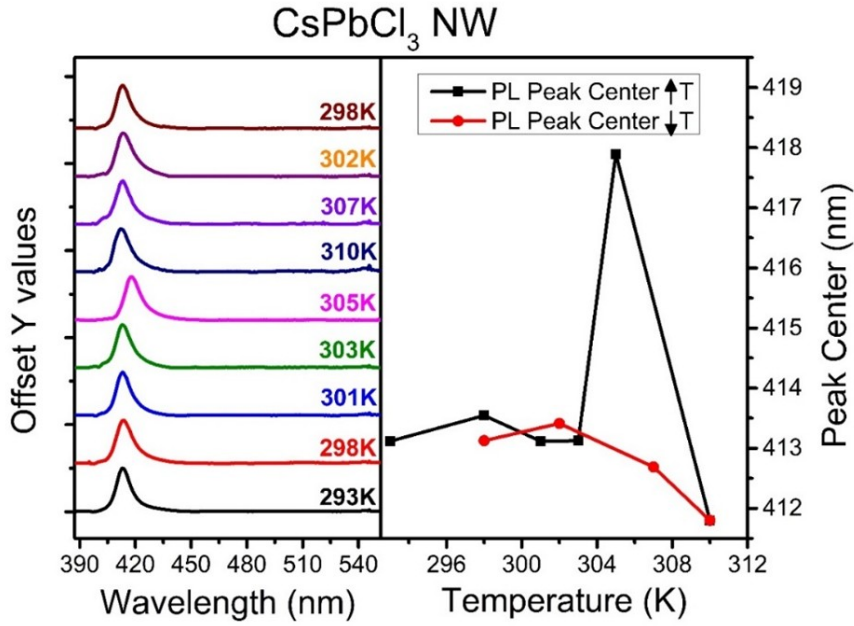 CsPbCl₃ NW
Offset Y values
298K
302K
307K
310K
305K
303K
301K
298K
293K
390 420 450 480 510 540
Wavelength (nm)
PL Peak Center ↑T
PL Peak Center ↓T
419
418
417
416
415
414
413
412
Peak Center (nm)
296 300 304 308 312
Temperature (K)